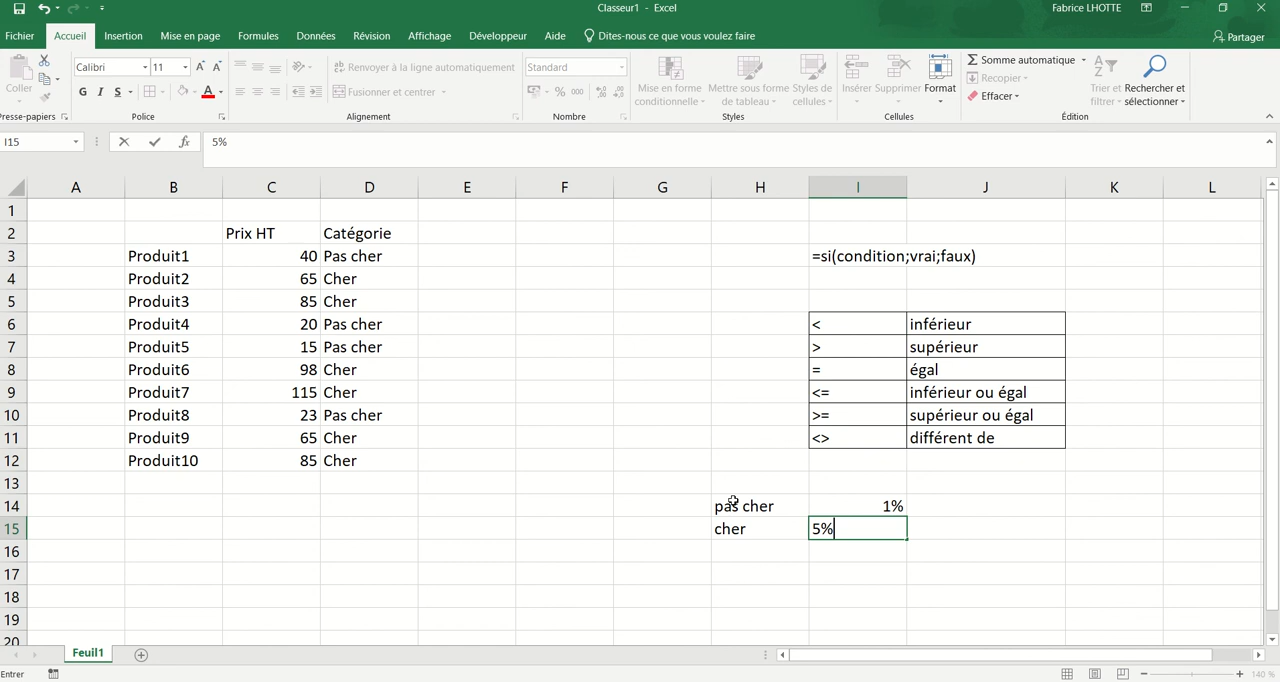 Classeur1 - Excel
Fabrice LHOTTE
Fichier Accueil Insertion Mise en page Formules Données Révision Affichage Développeur Aide Dites-nous ce que vous voulez faire Partager
Coller
Calibri 11
G I S
Renvoyer à la ligne automatiquement
Fusionner et centrer
Standard
% 000
Mise en forme conditionnelle
Mettre sous forme de tableau
Styles de cellules
Insérer Supprimer Format
Somme automatique
Recopier
Effacer
Trier et filtrer
Rechercher et sélectionner
Presse-papiers Police Alignement Nombre Styles Cellules Édition
I15 fx 5%
A B C D E F G H I J K L
1
2 Prix HT Catégorie
3 Produit1 40 Pas cher =si(condition;vrai;faux)
4 Produit2 65 Cher
5 Produit3 85 Cher
6 Produit4 20 Pas cher < inférieur
7 Produit5 15 Pas cher > supérieur
8 Produit6 98 Cher = égal
9 Produit7 115 Cher <= inférieur ou égal
10 Produit8 23 Pas cher >= supérieur ou égal
11 Produit9 65 Cher <> différent de
12 Produit10 85 Cher
13
14 pas cher 1%
15 cher 5%
16
17
18
19
20
Feuil1
Entrer
140 %